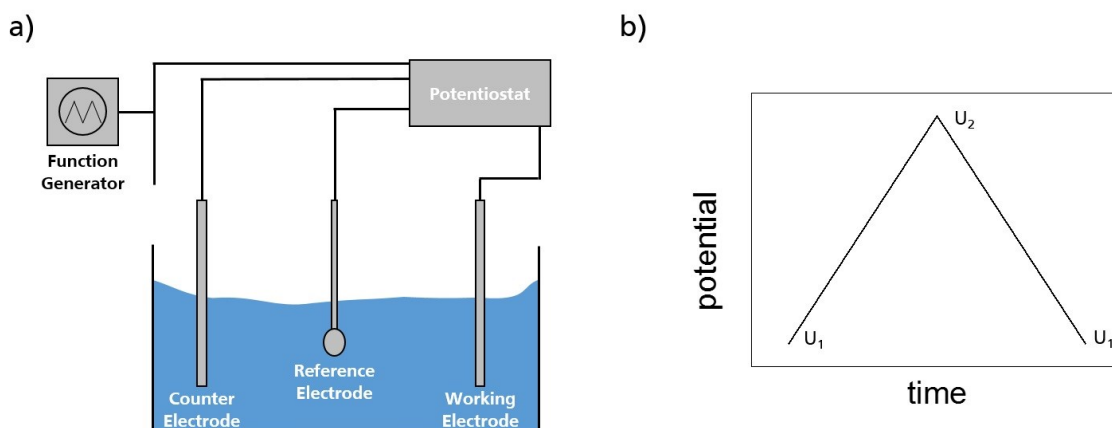 a)
Function
Generator
Potentiostat
Counter
Electrode
Reference
Electrode
Working
Electrode
b)
potential
U₂
U₁
U₁
time